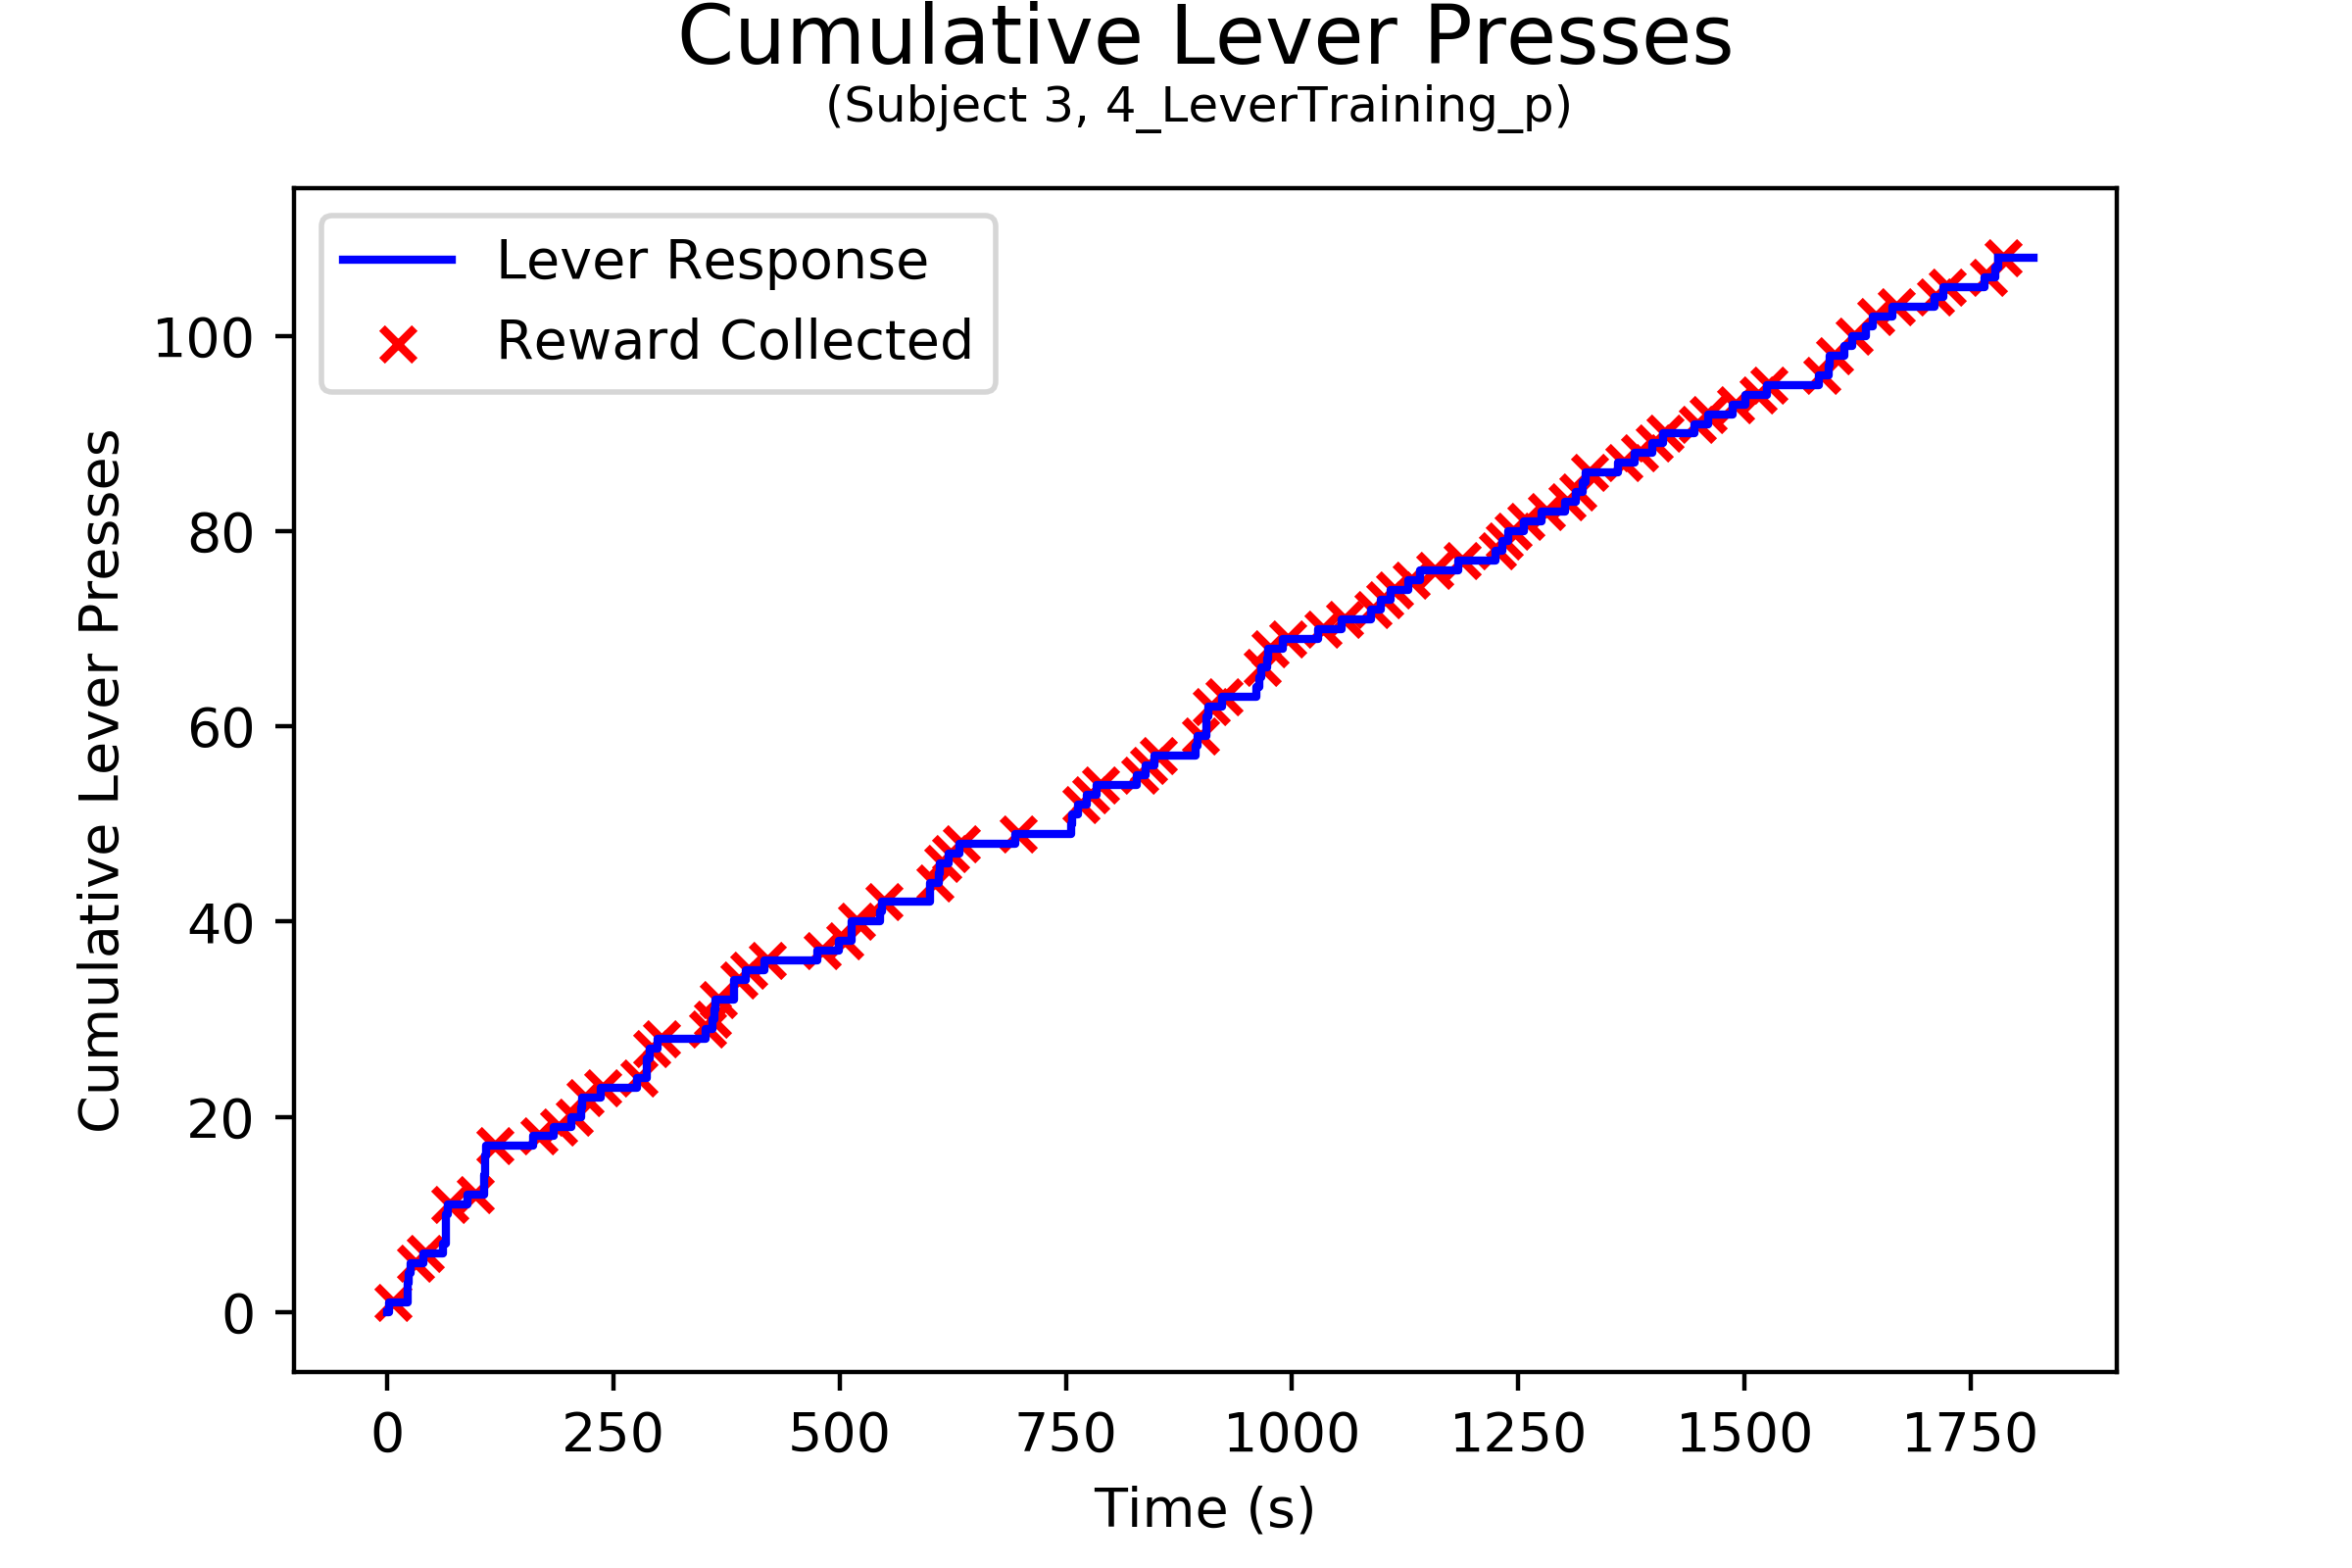 Cumulative Lever Presses
(Subject 3, 4_LeverTraining_p)
Lever Response
Reward Collected
Cumulative Lever Presses
100
80
60
40
20
0
0 250 500 750 1000 1250 1500 1750
Time (s)